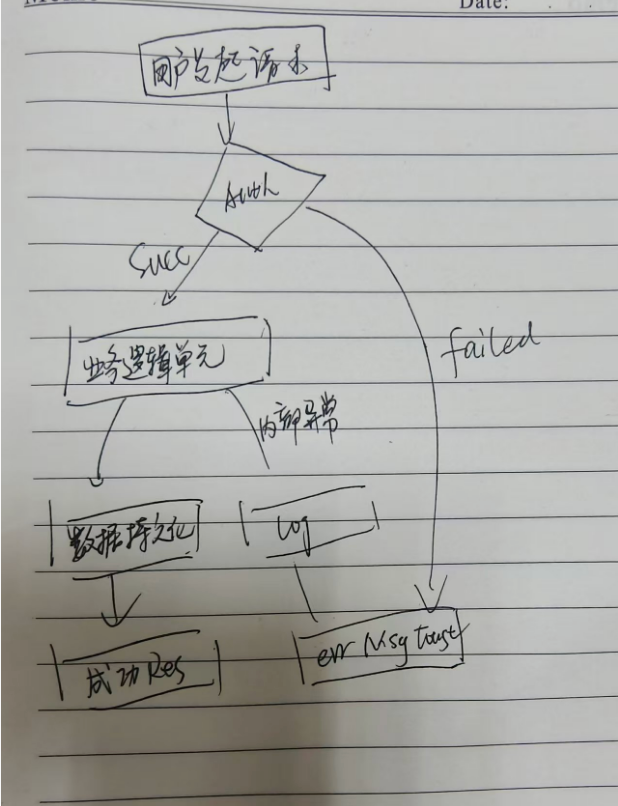 Date:
用户发起请求
Auth
Succ
failed
业务逻辑单元
内部异常
数据持久化
Log
成功Res
err Msg Toast